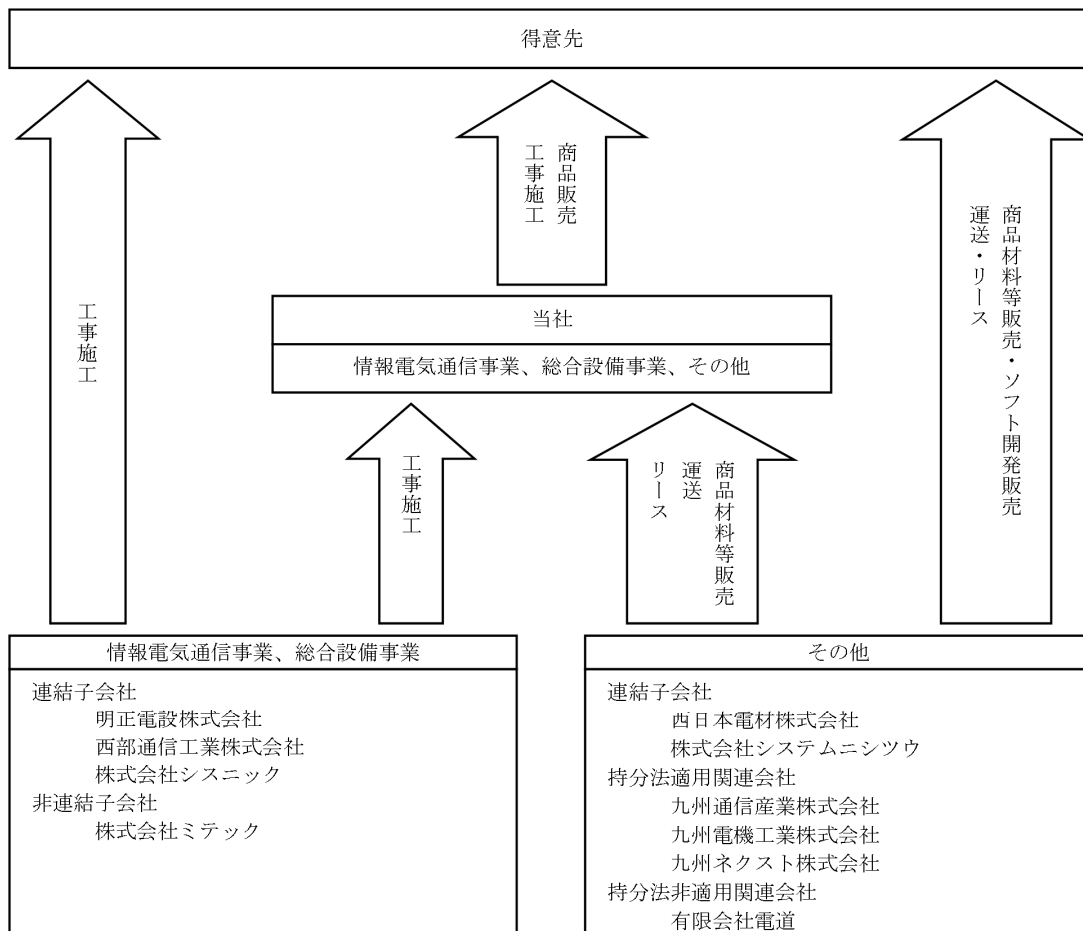 得意先
工事施工
商品販売
工事施工
商品材料等販売・ソフト開発販売
運送・リース
当社
情報電気通信事業、総合設備事業、その他
工事施工
商品材料等販売
運送
リース
情報電気通信事業、総合設備事業
連結子会社
明正電設株式会社
西部通信工業株式会社
株式会社シスニック
非連結子会社
株式会社ミテック
その他
連結子会社
西日本電材株式会社
株式会社システムニシツウ
持分法適用関連会社
九州通信産業株式会社
九州電機工業株式会社
九州ネクスト株式会社
持分法非適用関連会社
有限会社電道